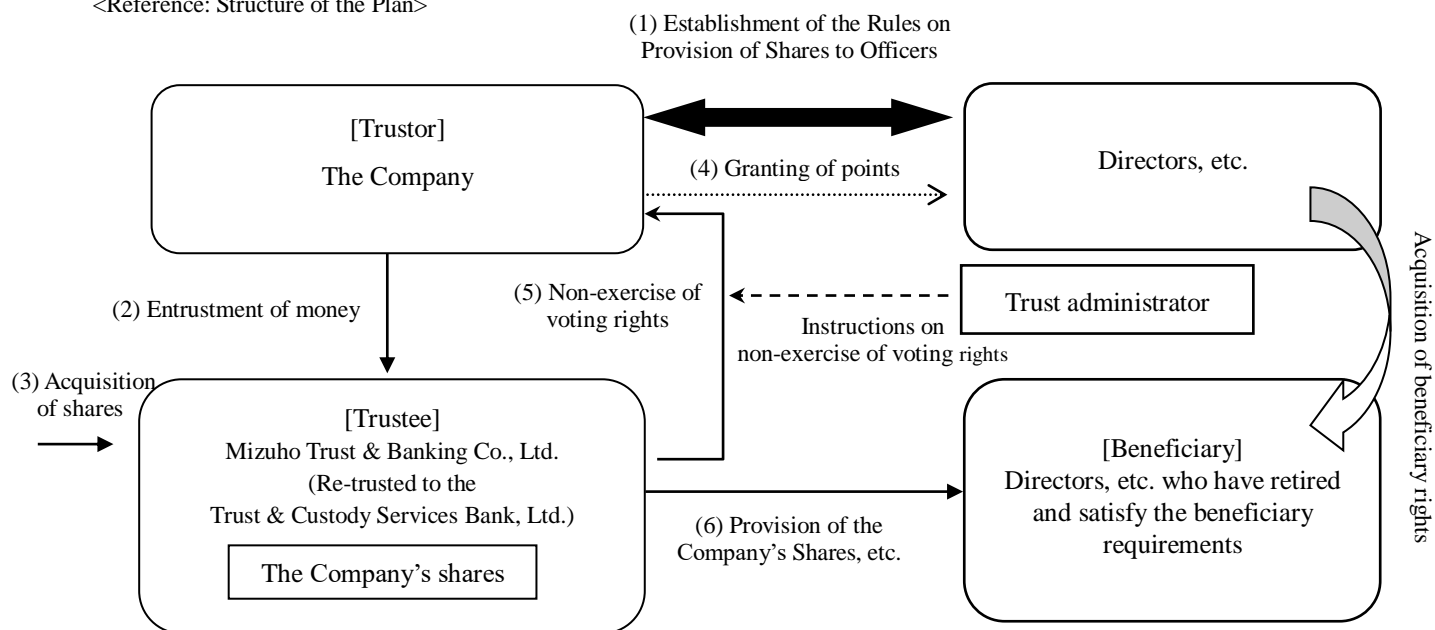 <Reference: Structure of the Plan>
(1) Establishment of the Rules on
Provision of Shares to Officers
[Trustor]
The Company
(4) Granting of points
Directors, etc.
(2) Entrustment of money
(5) Non-exercise of
voting rights
Trust administrator
Instructions on
non-exercise of voting rights
Acquisition of beneficiary rights
(3) Acquisition
of shares
[Trustee]
Mizuho Trust & Banking Co., Ltd.
(Re-trusted to the
Trust & Custody Services Bank, Ltd.)
The Company’s shares
(6) Provision of the
Company’s Shares, etc.
[Beneficiary]
Directors, etc. who have retired
and satisfy the beneficiary
requirements